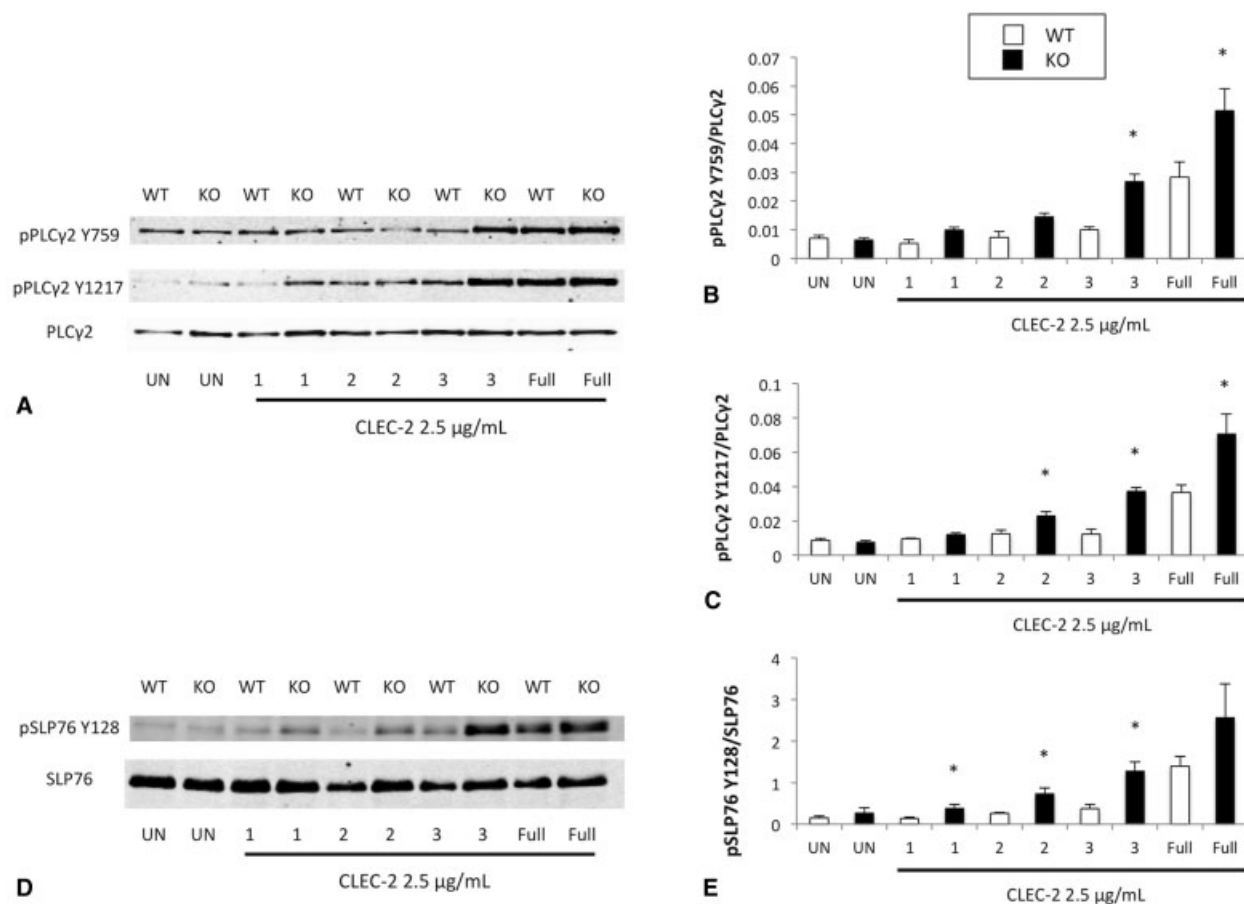 WT KO WT KO WT KO WT KO WT KO
pPLCγ2 Y759
pPLCγ2 Y1217
PLCγ2
UN UN 1 1 2 2 3 3 Full Full
CLEC-2 2.5 µg/mL
A
WT
KO
pPLCγ2 Y759/PLCγ2
0.07
0.06
0.05
0.04
0.03
0.02
0.01
0
* *
UN UN 1 1 2 2 3 3 Full Full
CLEC-2 2.5 µg/mL
B
pPLCγ2 Y1217/PLCγ2
0.1
0.08
0.06
0.04
0.02
0
* * *
UN UN 1 1 2 2 3 3 Full Full
CLEC-2 2.5 µg/mL
C
WT KO WT KO WT KO WT KO WT KO
pSLP76 Y128
SLP76
UN UN 1 1 2 2 3 3 Full Full
CLEC-2 2.5 µg/mL
D
pSLP76 Y128/SLP76
4
3
2
1
0
* * *
UN UN 1 1 2 2 3 3 Full Full
CLEC-2 2.5 µg/mL
E